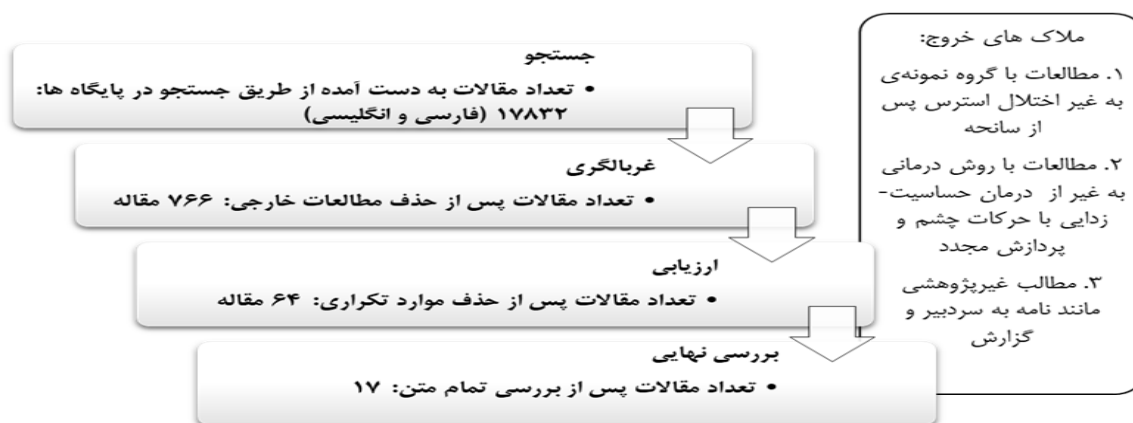 جستجو
• تعداد مقالات به دست آمده از طریق جستجو در پایگاه ها:
۱۷۸۳۲ (فارسی و انگلیسی)
غربالگری
• تعداد مقالات پس از حذف مطالعات خارجی: ۷۶۶ مقاله
ارزیابی
• تعداد مقالات پس از حذف موارد تکراری: ۶۴ مقاله
بررسی نهایی
• تعداد مقالات پس از بررسی تمام متن: ۱۷
ملاک های خروج:
۱. مطالعات با گروه نمونه‌ی
به غیر اختلال استرس پس
از سانحه
۲. مطالعات با روش درمانی
به غیر از درمان حساسیت-
زدایی با حرکات چشم و
پردازش مجدد
۳. مطالب غیرپژوهشی
مانند نامه به سردبیر و
گزارش